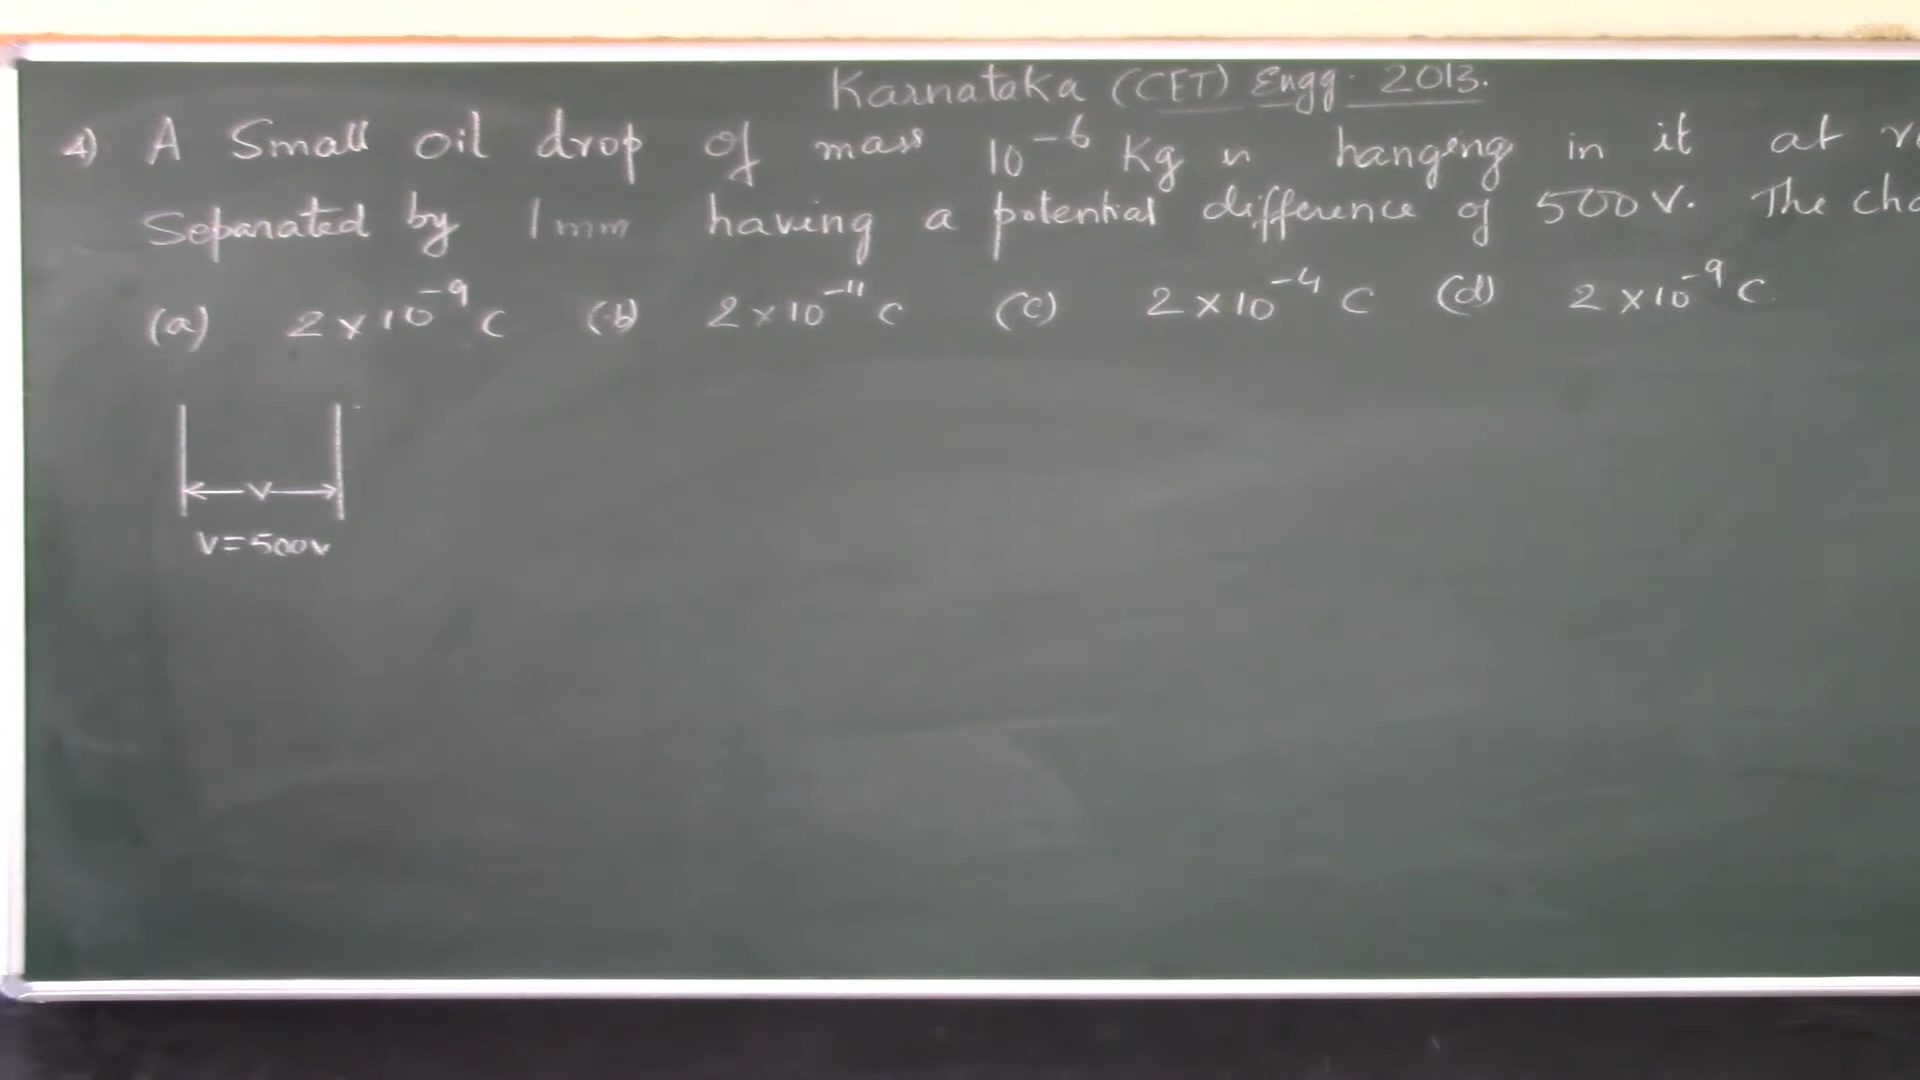 Karnataka (CET) Engg. 2013.
4) A Small oil drop of mass 10⁻⁶ Kg is hanging in it at
Separated by 1mm having a potential difference of 500V. The
(a) 2×10⁻⁹ C (b) 2×10⁻¹¹ C (c) 2×10⁻⁴ C (d) 2×10⁻⁹ C.
V
V=500V